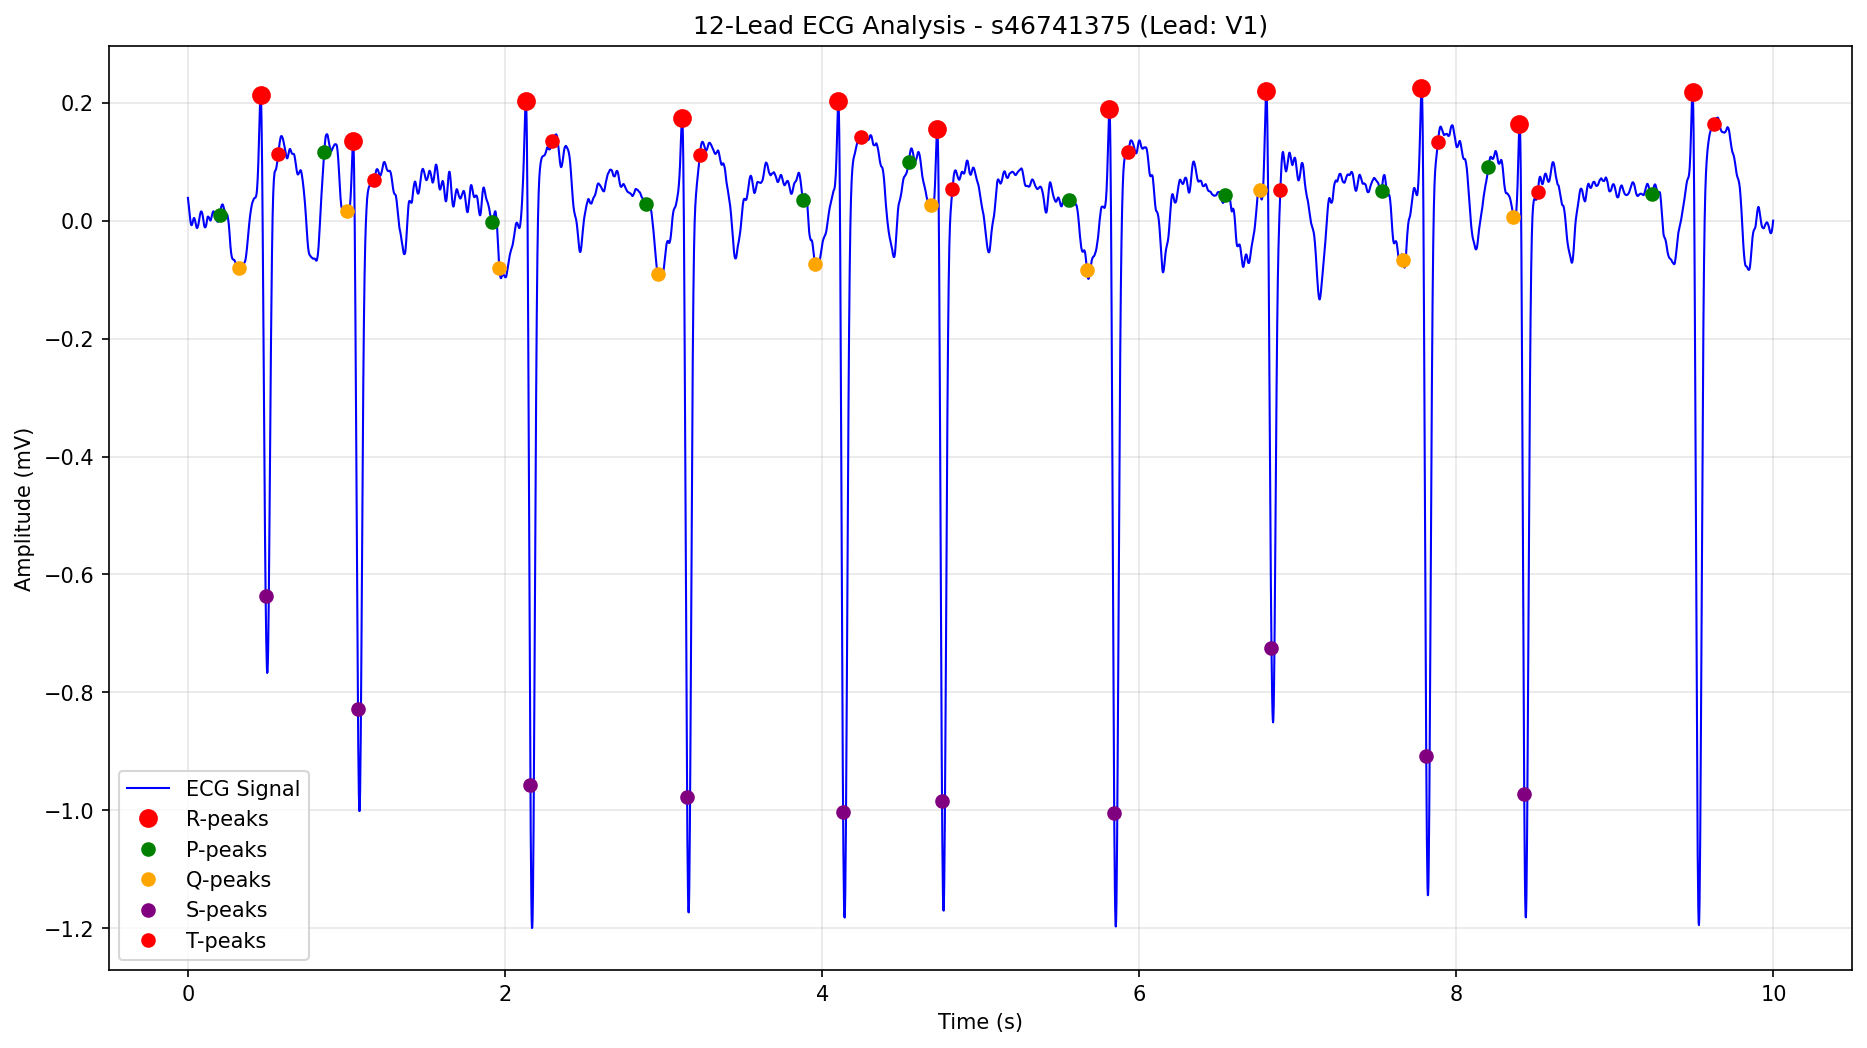 12-Lead ECG Analysis - s46741375 (Lead: V1)
Amplitude (mV)
0.2
0.0
−0.2
−0.4
−0.6
−0.8
−1.0
−1.2
ECG Signal
R-peaks
P-peaks
Q-peaks
S-peaks
T-peaks
0 2 4 6 8 10
Time (s)